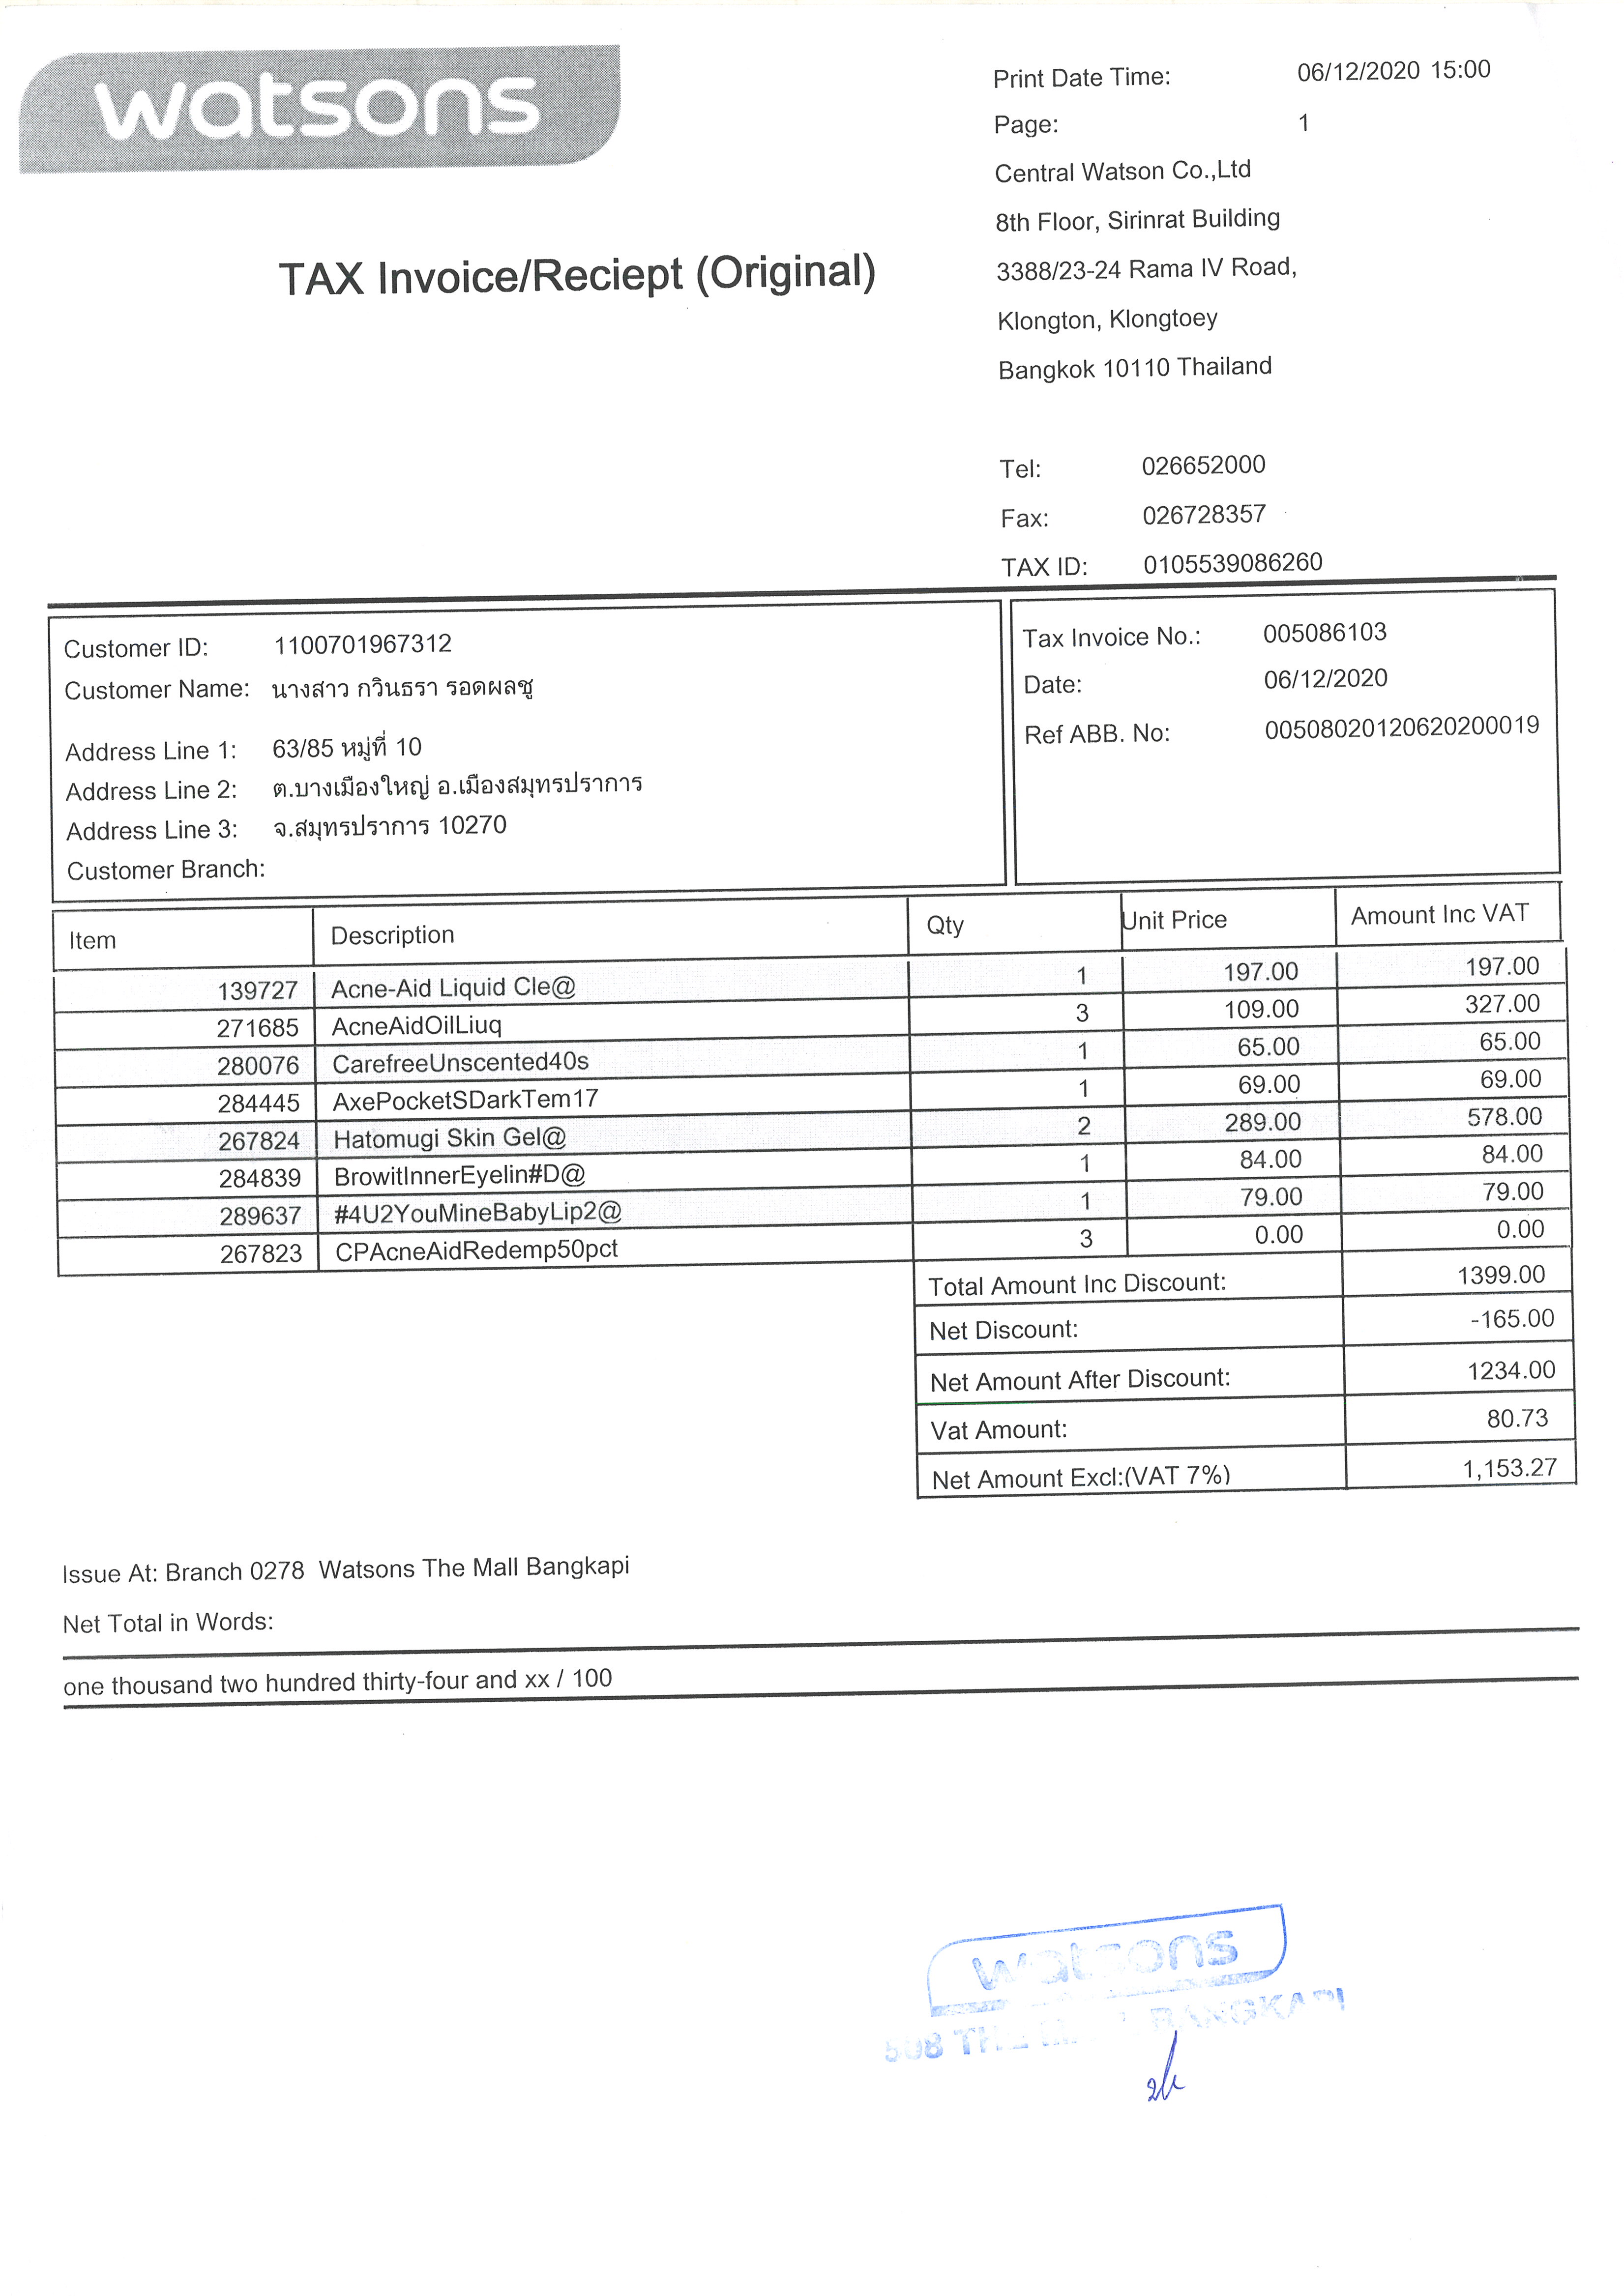 watsons
Print Date Time: 06/12/2020 15:00
Page: 1
Central Watson Co.,Ltd
8th Floor, Sirinrat Building
TAX Invoice/Reciept (Original)
3388/23-24 Rama IV Road,
Klongton, Klongtoey
Bangkok 10110 Thailand
Tel: 026652000
Fax: 026728357
TAX ID: 0105539086260
Customer ID: 1100701967312
Customer Name: นางสาว กวินธรา รอดผลชู
Address Line 1: 63/85 หมู่ที่ 10
Address Line 2: ต.บางเมืองใหญ่ อ.เมืองสมุทรปราการ
Address Line 3: จ.สมุทรปราการ 10270
Customer Branch:
Tax Invoice No.: 005086103
Date: 06/12/2020
Ref ABB. No: 00508020120620200019
Item Description Qty Unit Price Amount Inc VAT
139727 Acne-Aid Liquid Cle@ 1 197.00 197.00
271685 AcneAidOilLiuq 3 109.00 327.00
280076 CarefreeUnscented40s 1 65.00 65.00
284445 AxePocketSDarkTem17 1 69.00 69.00
267824 Hatomugi Skin Gel@ 2 289.00 578.00
284839 BrowitInnerEyelin#D@ 1 84.00 84.00
289637 #4U2YouMineBabyLip2@ 1 79.00 79.00
267823 CPAcneAidRedemp50pct 3 0.00 0.00
Total Amount Inc Discount: 1399.00
Net Discount: -165.00
Net Amount After Discount: 1234.00
Vat Amount: 80.73
Net Amount Excl:(VAT 7%) 1,153.27
Issue At: Branch 0278 Watsons The Mall Bangkapi
Net Total in Words:
one thousand two hundred thirty-four and xx / 100
watsons
508 THE BANGKAPI